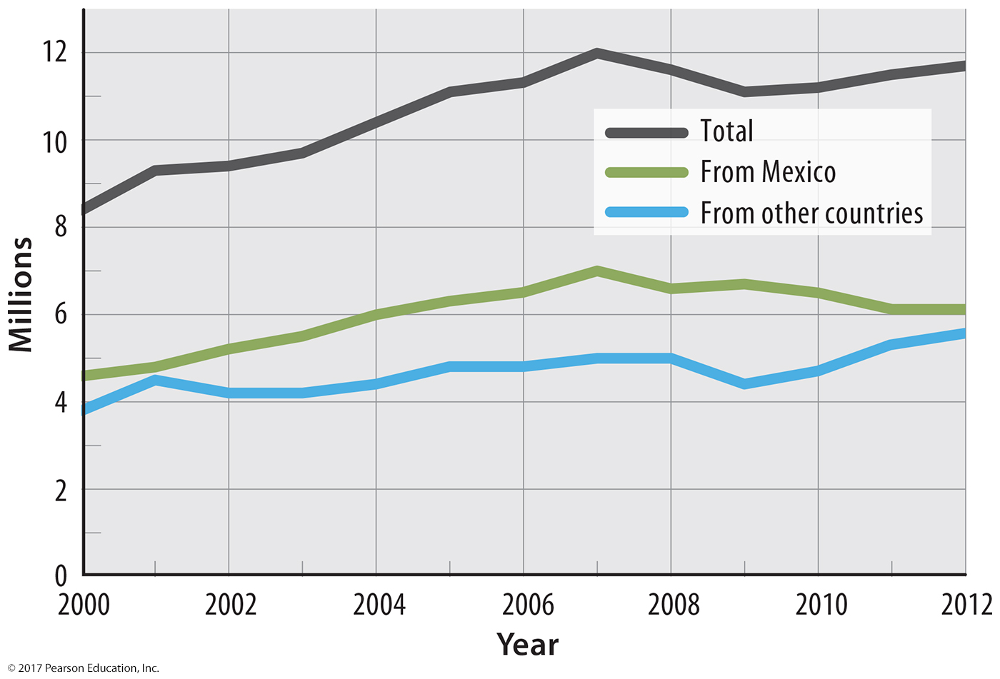 12
10
8
6
4
2
0
Millions
Total
From Mexico
From other countries
2000 2002 2004 2006 2008 2010 2012
Year
© 2017 Pearson Education, Inc.